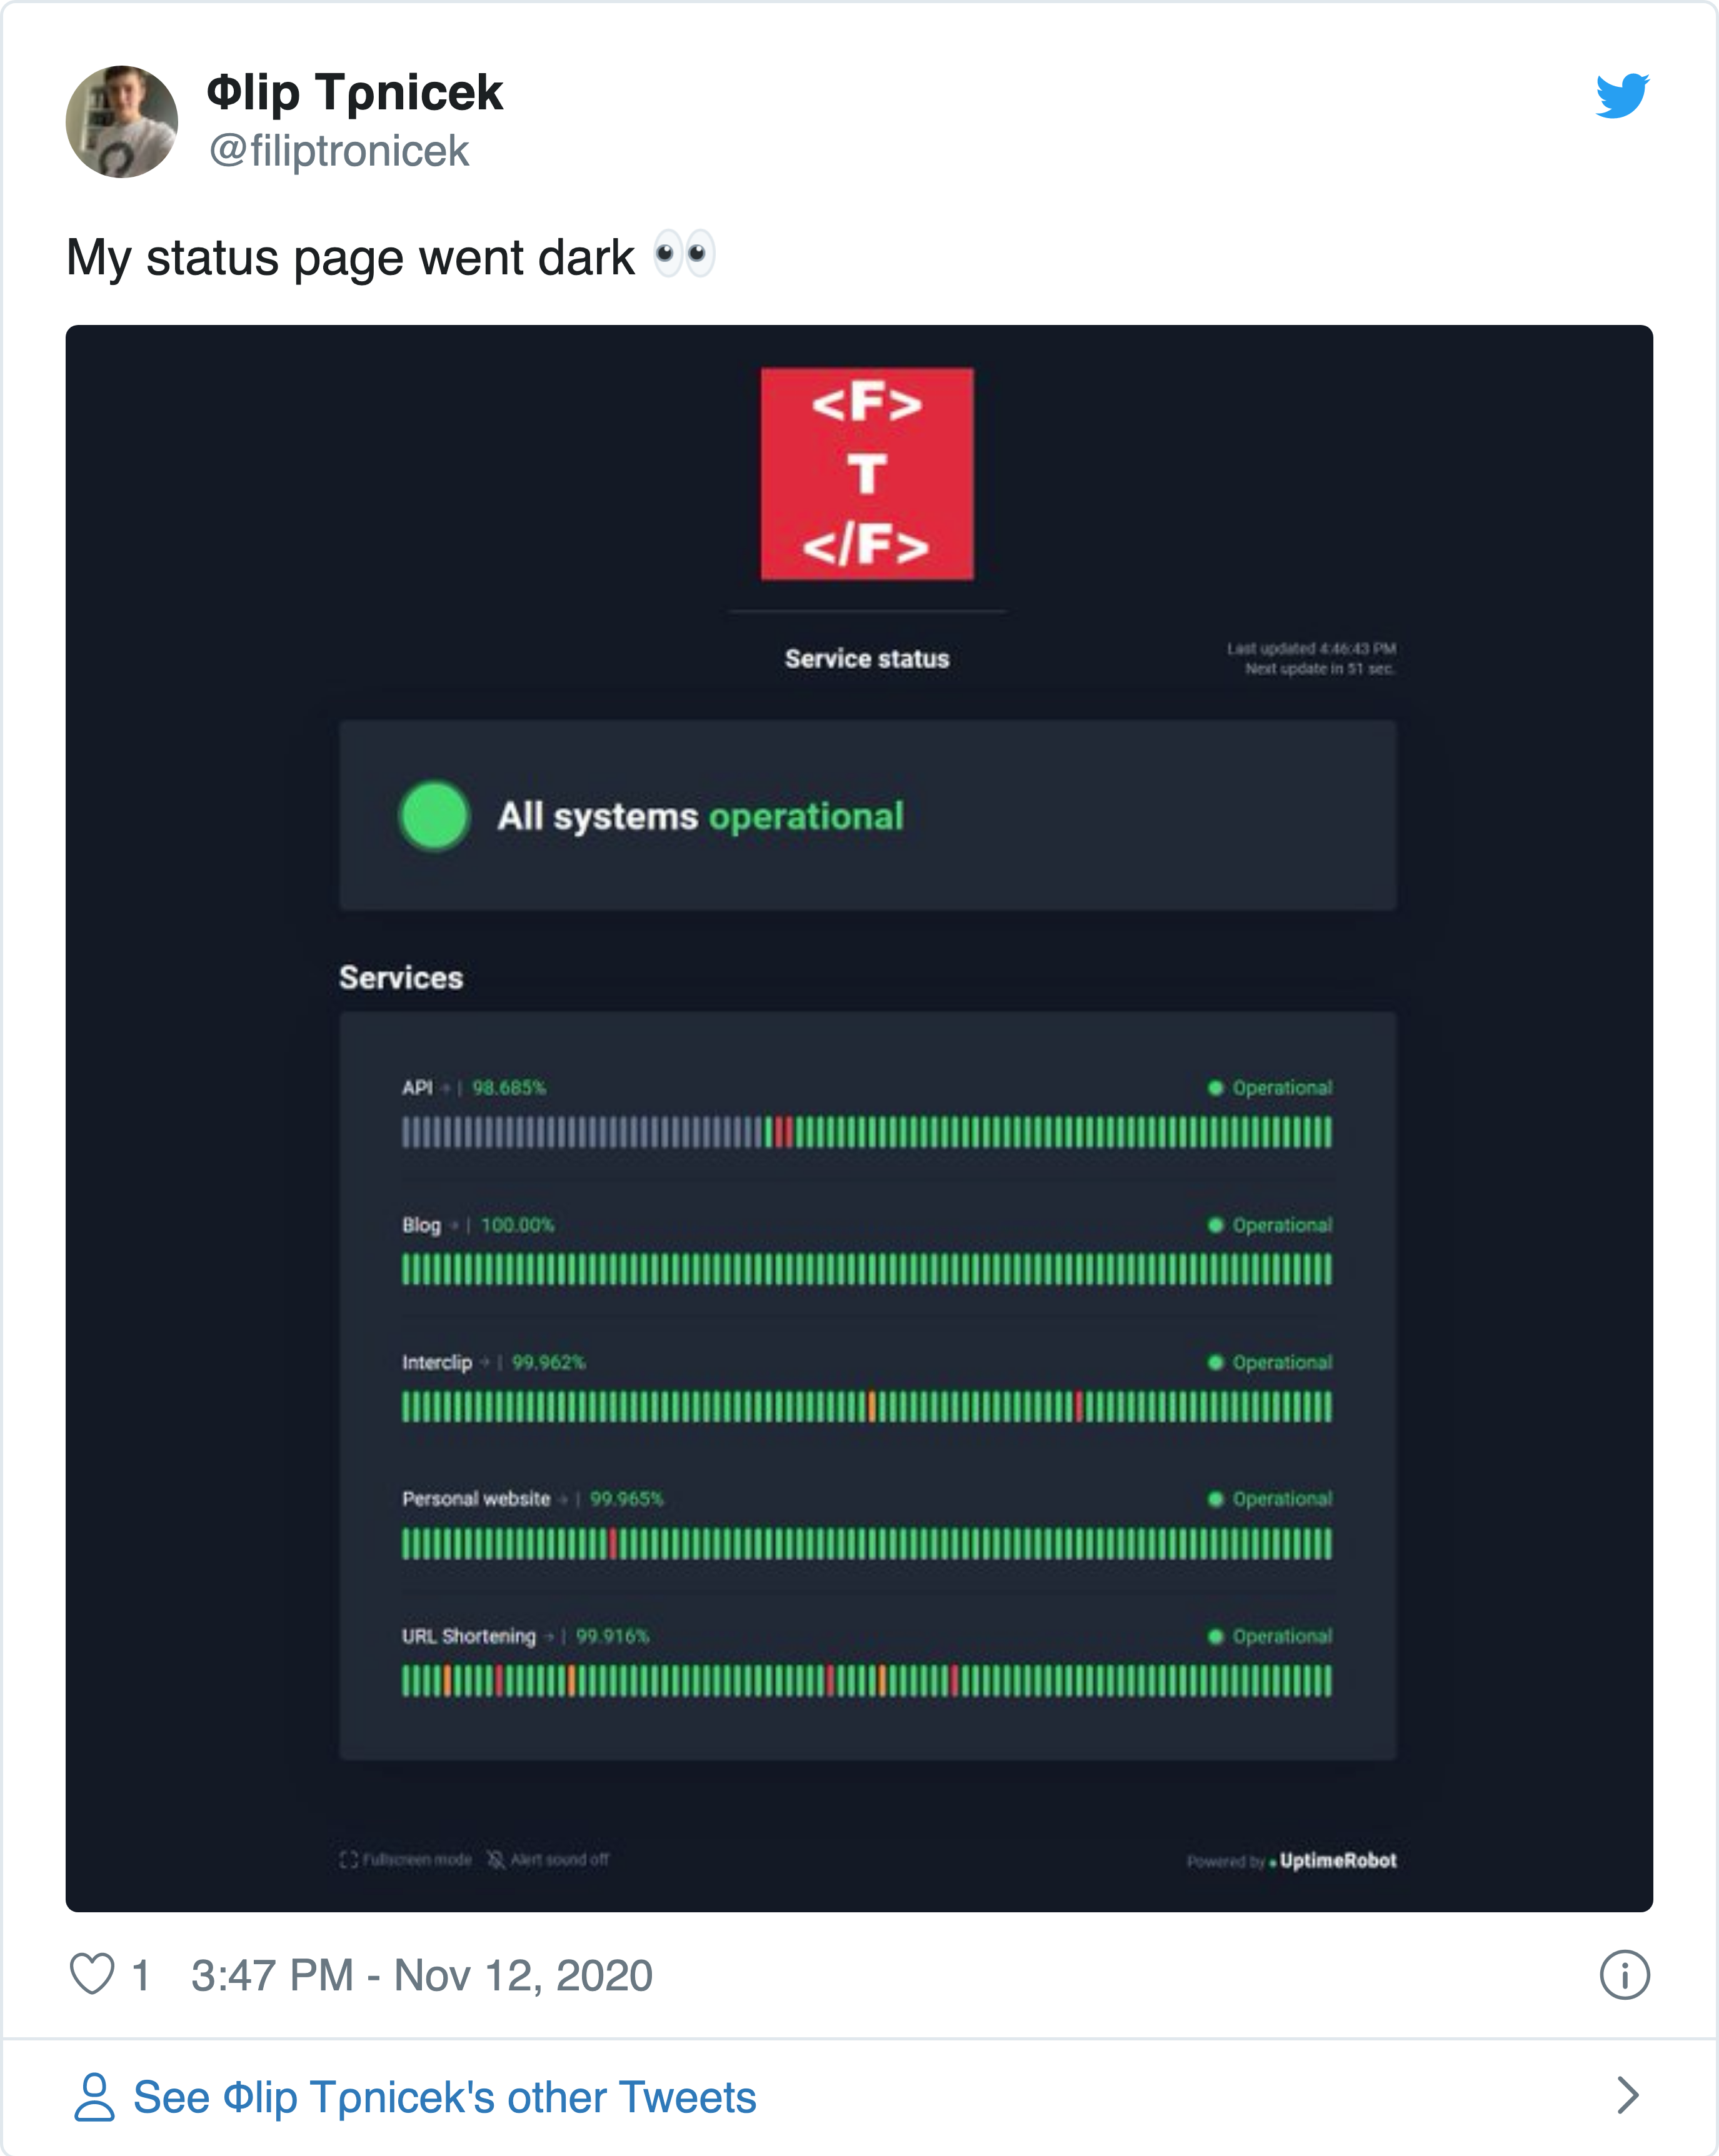 Φlip Tρnicek
@filiptronicek
My status page went dark 👀
<F>
T
</F>
Service status
Last updated 4:46:43 PM
Next update in 51 sec.
All systems operational
Services
API → | 98.685%
Operational
Blog → | 100.00%
Operational
Interclip → | 99.962%
Operational
Personal website → | 99.965%
Operational
URL Shortening → | 99.916%
Operational
Fullscreen mode Alert sound off
Powered by UptimeRobot
1 3:47 PM - Nov 12, 2020
See Φlip Tρnicek's other Tweets